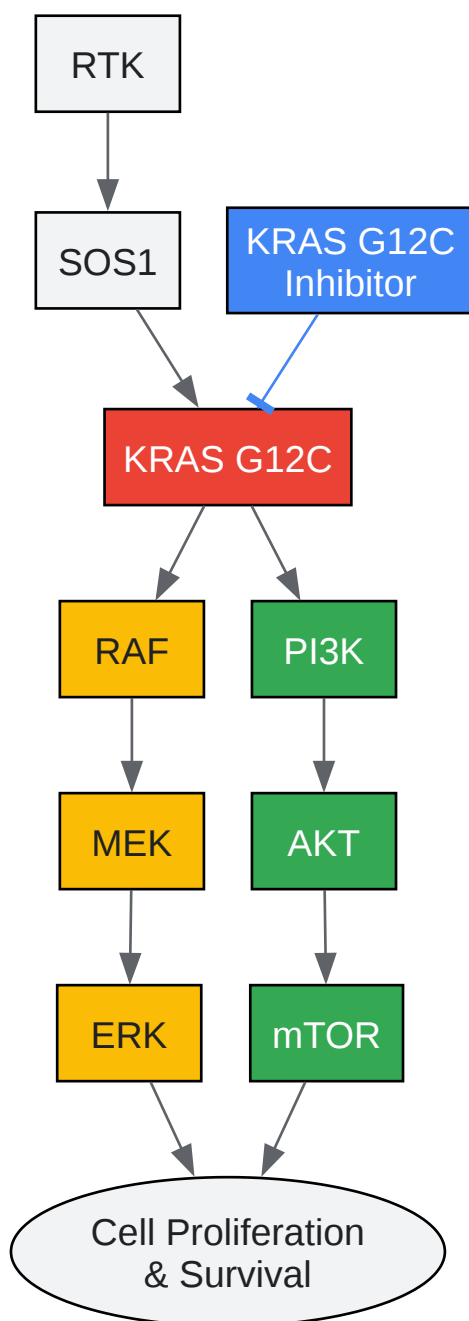 RTK
SOS1
KRAS G12C
Inhibitor
KRAS G12C
RAF
PI3K
MEK
AKT
ERK
mTOR
Cell Proliferation
& Survival